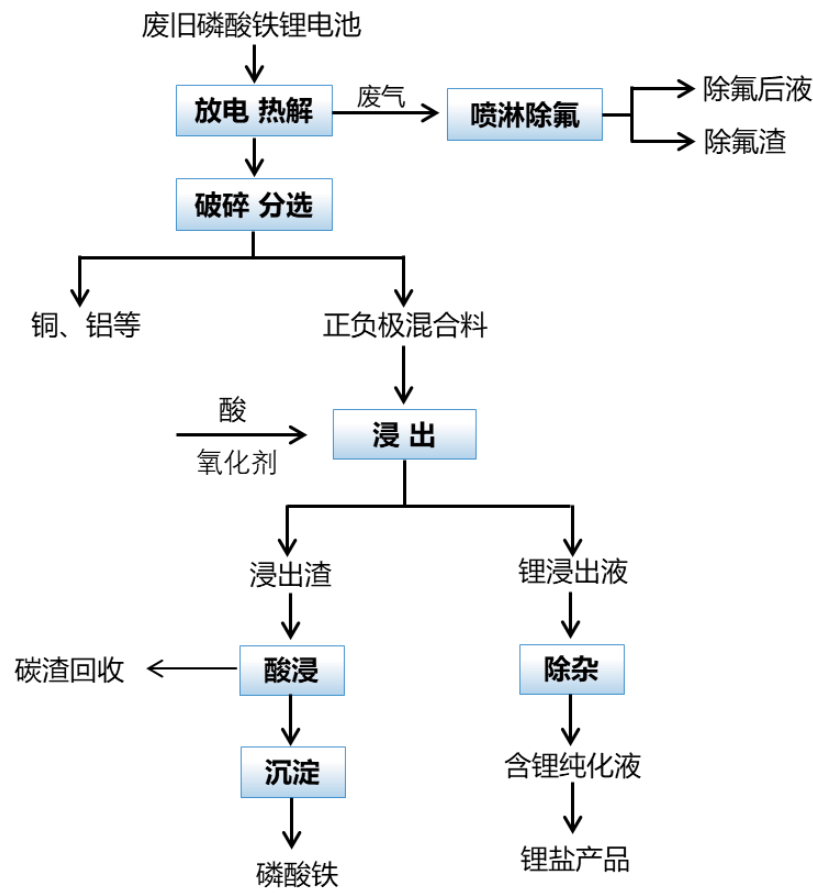 废旧磷酸铁锂电池
放电 热解
废气
喷淋除氟
除氟后液
除氟渣
破碎 分选
铜、铝等
正负极混合料
酸
氧化剂
浸 出
浸出渣
锂浸出液
碳渣回收
酸浸
除杂
沉淀
含锂纯化液
磷酸铁
锂盐产品